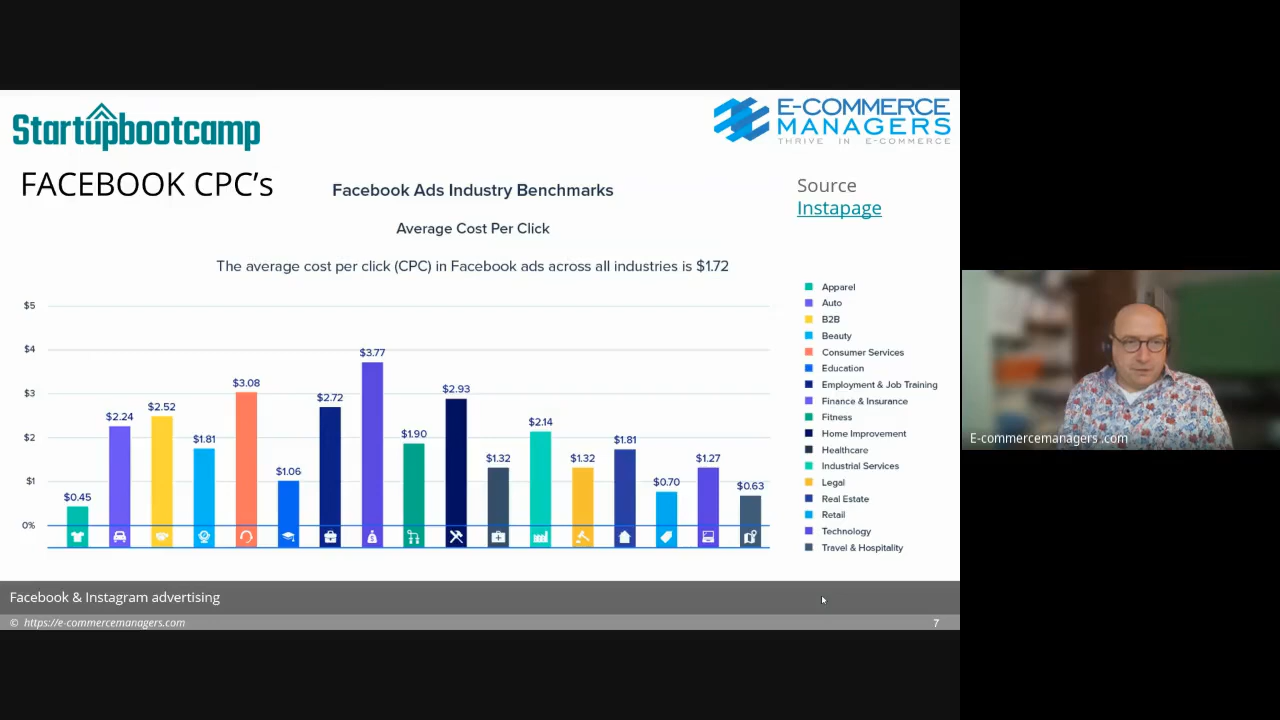 Startupbootcamp
E-COMMERCE
MANAGERS
THRIVE IN E-COMMERCE
FACEBOOK CPC’s
Facebook Ads Industry Benchmarks
Source
Instapage
Average Cost Per Click
The average cost per click (CPC) in Facebook ads across all industries is $1.72
$5
$4
$3
$2
$1
0%
$0.45
$2.24
$2.52
$1.81
$3.08
$1.06
$2.72
$3.77
$1.90
$2.93
$1.32
$2.14
$1.32
$1.81
$0.70
$1.27
$0.63
Apparel
Auto
B2B
Beauty
Consumer Services
Education
Employment & Job Training
Finance & Insurance
Fitness
Home Improvement
Healthcare
Industrial Services
Legal
Real Estate
Retail
Technology
Travel & Hospitality
E-commercemanagers .com
Facebook & Instagram advertising
© https://e-commercemanagers.com
7